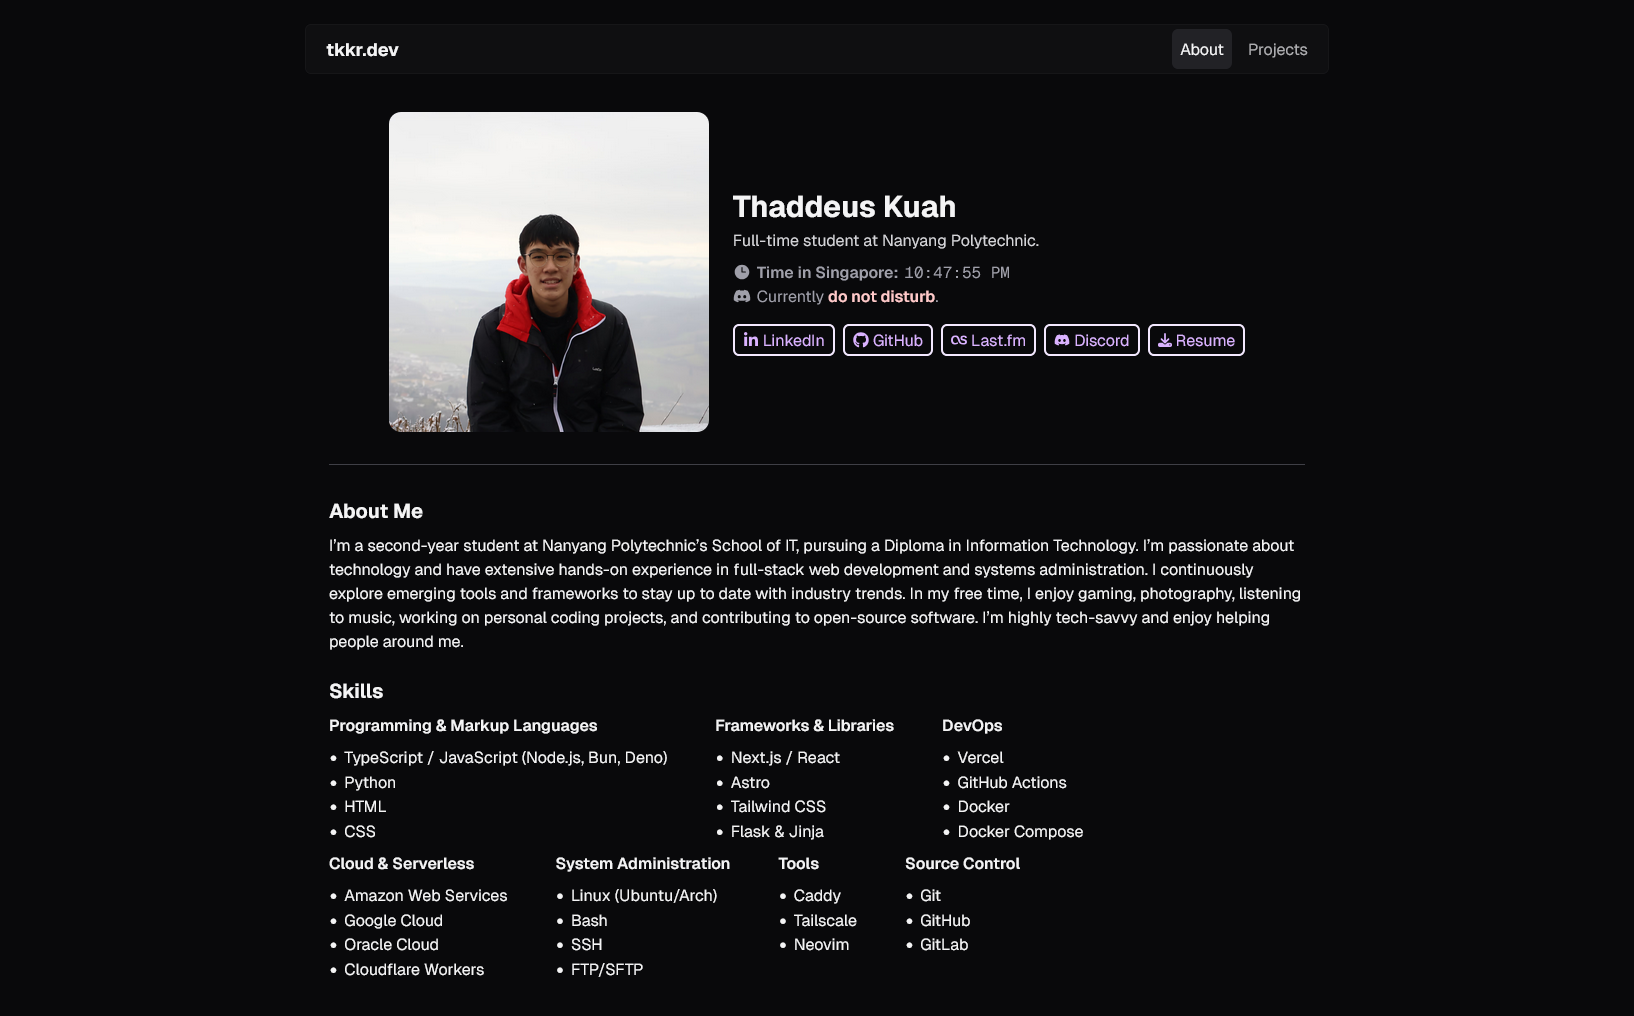 tkkr.dev
About
Projects
Thaddeus Kuah
Full-time student at Nanyang Polytechnic.
Time in Singapore: 10:47:55 PM
Currently do not disturb.
LinkedIn
GitHub
Last.fm
Discord
Resume
About Me
I'm a second-year student at Nanyang Polytechnic's School of IT, pursuing a Diploma in Information Technology. I'm passionate about
technology and have extensive hands-on experience in full-stack web development and systems administration. I continuously
explore emerging tools and frameworks to stay up to date with industry trends. In my free time, I enjoy gaming, photography, listening
to music, working on personal coding projects, and contributing to open-source software. I'm highly tech-savvy and enjoy helping
people around me.
Skills
Programming & Markup Languages
• TypeScript / JavaScript (Node.js, Bun, Deno)
• Python
• HTML
• CSS
Frameworks & Libraries
• Next.js / React
• Astro
• Tailwind CSS
• Flask & Jinja
DevOps
• Vercel
• GitHub Actions
• Docker
• Docker Compose
Cloud & Serverless
• Amazon Web Services
• Google Cloud
• Oracle Cloud
• Cloudflare Workers
System Administration
• Linux (Ubuntu/Arch)
• Bash
• SSH
• FTP/SFTP
Tools
• Caddy
• Tailscale
• Neovim
Source Control
• Git
• GitHub
• GitLab